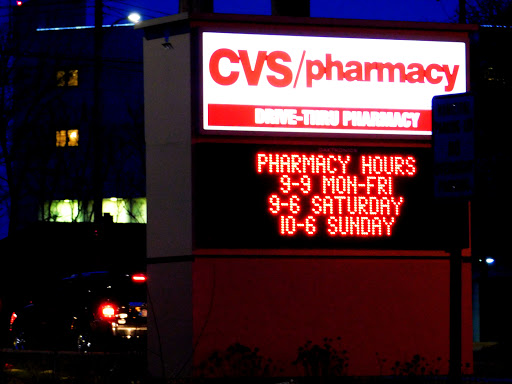 CVS/pharmacy
DRIVE-THRU PHARMACY
PHARMACY HOURS
9-9 MON-FRI
9-6 SATURDAY
10-6 SUNDAY